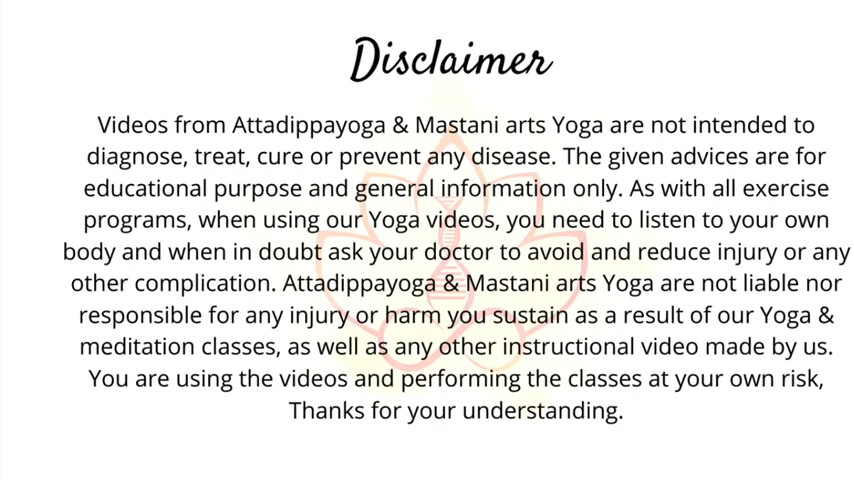 Disclaimer
Videos from Attadippayoga & Mastani arts Yoga are not intended to
diagnose, treat, cure or prevent any disease. The given advices are for
educational purpose and general information only. As with all exercise
programs, when using our Yoga videos, you need to listen to your own
body and when in doubt ask your doctor to avoid and reduce injury or any
other complication. Attadippayoga & Mastani arts Yoga are not liable nor
responsible for any injury or harm you sustain as a result of our Yoga &
meditation classes, as well as any other instructional video made by us.
You are using the videos and performing the classes at your own risk,
Thanks for your understanding.